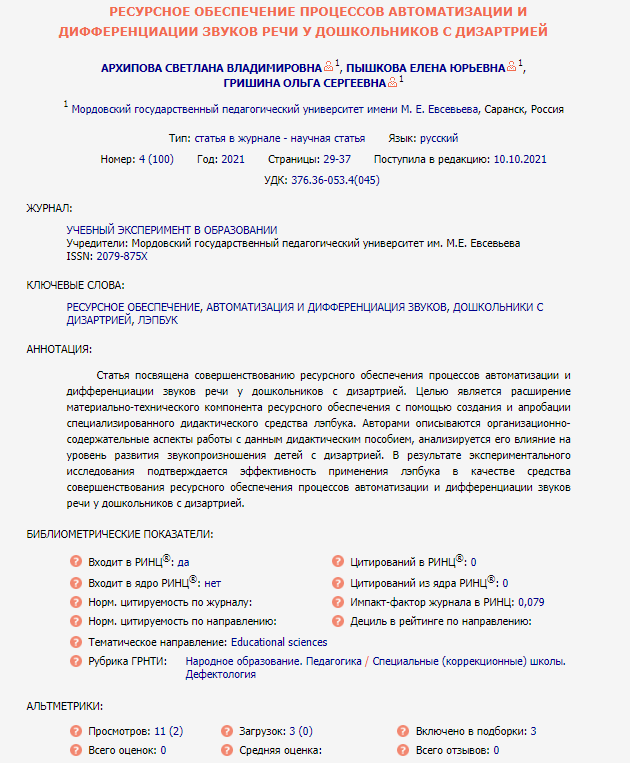 РЕСУРСНОЕ ОБЕСПЕЧЕНИЕ ПРОЦЕССОВ АВТОМАТИЗАЦИИ И
ДИФФЕРЕНЦИАЦИИ ЗВУКОВ РЕЧИ У ДОШКОЛЬНИКОВ С ДИЗАРТРИЕЙ
АРХИПОВА СВЕТЛАНА ВЛАДИМИРОВНА 1, ПЫШКОВА ЕЛЕНА ЮРЬЕВНА 1,
ГРИШИНА ОЛЬГА СЕРГЕЕВНА 1
1 Мордовский государственный педагогический университет имени М. Е. Евсевьева, Саранск, Россия
Тип: статья в журнале - научная статья Язык: русский
Номер: 4 (100) Год: 2021 Страницы: 29-37 Поступила в редакцию: 10.10.2021
УДК: 376.36-053.4(045)
ЖУРНАЛ:
УЧЕБНЫЙ ЭКСПЕРИМЕНТ В ОБРАЗОВАНИИ
Учредители: Мордовский государственный педагогический университет им. М.Е. Евсевьева
ISSN: 2079-875X
КЛЮЧЕВЫЕ СЛОВА:
РЕСУРСНОЕ ОБЕСПЕЧЕНИЕ, АВТОМАТИЗАЦИЯ И ДИФФЕРЕНЦИАЦИЯ ЗВУКОВ, ДОШКОЛЬНИКИ С
ДИЗАРТРИЕЙ, ЛЭПБУК
АННОТАЦИЯ:
Статья посвящена совершенствованию ресурсного обеспечения процессов автоматизации и
дифференциации звуков речи у дошкольников с дизартрией. Целью является расширение
материально-технического компонента ресурсного обеспечения с помощью создания и апробации
специализированного дидактического средства лэпбука. Авторами описываются организационно-
содержательные аспекты работы с данным дидактическим пособием, анализируется его влияние на
уровень развития звукопроизношения детей с дизартрией. В результате экспериментального
исследования подтверждается эффективность применения лэпбука в качестве средства
совершенствования ресурсного обеспечения процессов автоматизации и дифференциации звуков
речи у дошкольников с дизартрией.
БИБЛИОМЕТРИЧЕСКИЕ ПОКАЗАТЕЛИ:
? Входит в РИНЦ®: да ? Цитирований в РИНЦ®: 0
? Входит в ядро РИНЦ®: нет ? Цитирований из ядра РИНЦ®: 0
? Норм. цитируемость по журналу: ? Импакт-фактор журнала в РИНЦ: 0,079
? Норм. цитируемость по направлению: ? Дециль в рейтинге по направлению:
? Тематическое направление: Educational sciences
? Рубрика ГРНТИ: Народное образование. Педагогика / Специальные (коррекционные) школы.
Дефектология
АЛЬТМЕТРИКИ:
? Просмотров: 11 (2) ? Загрузок: 3 (0) ? Включено в подборки: 3
? Всего оценок: 0 ? Средняя оценка: ? Всего отзывов: 0